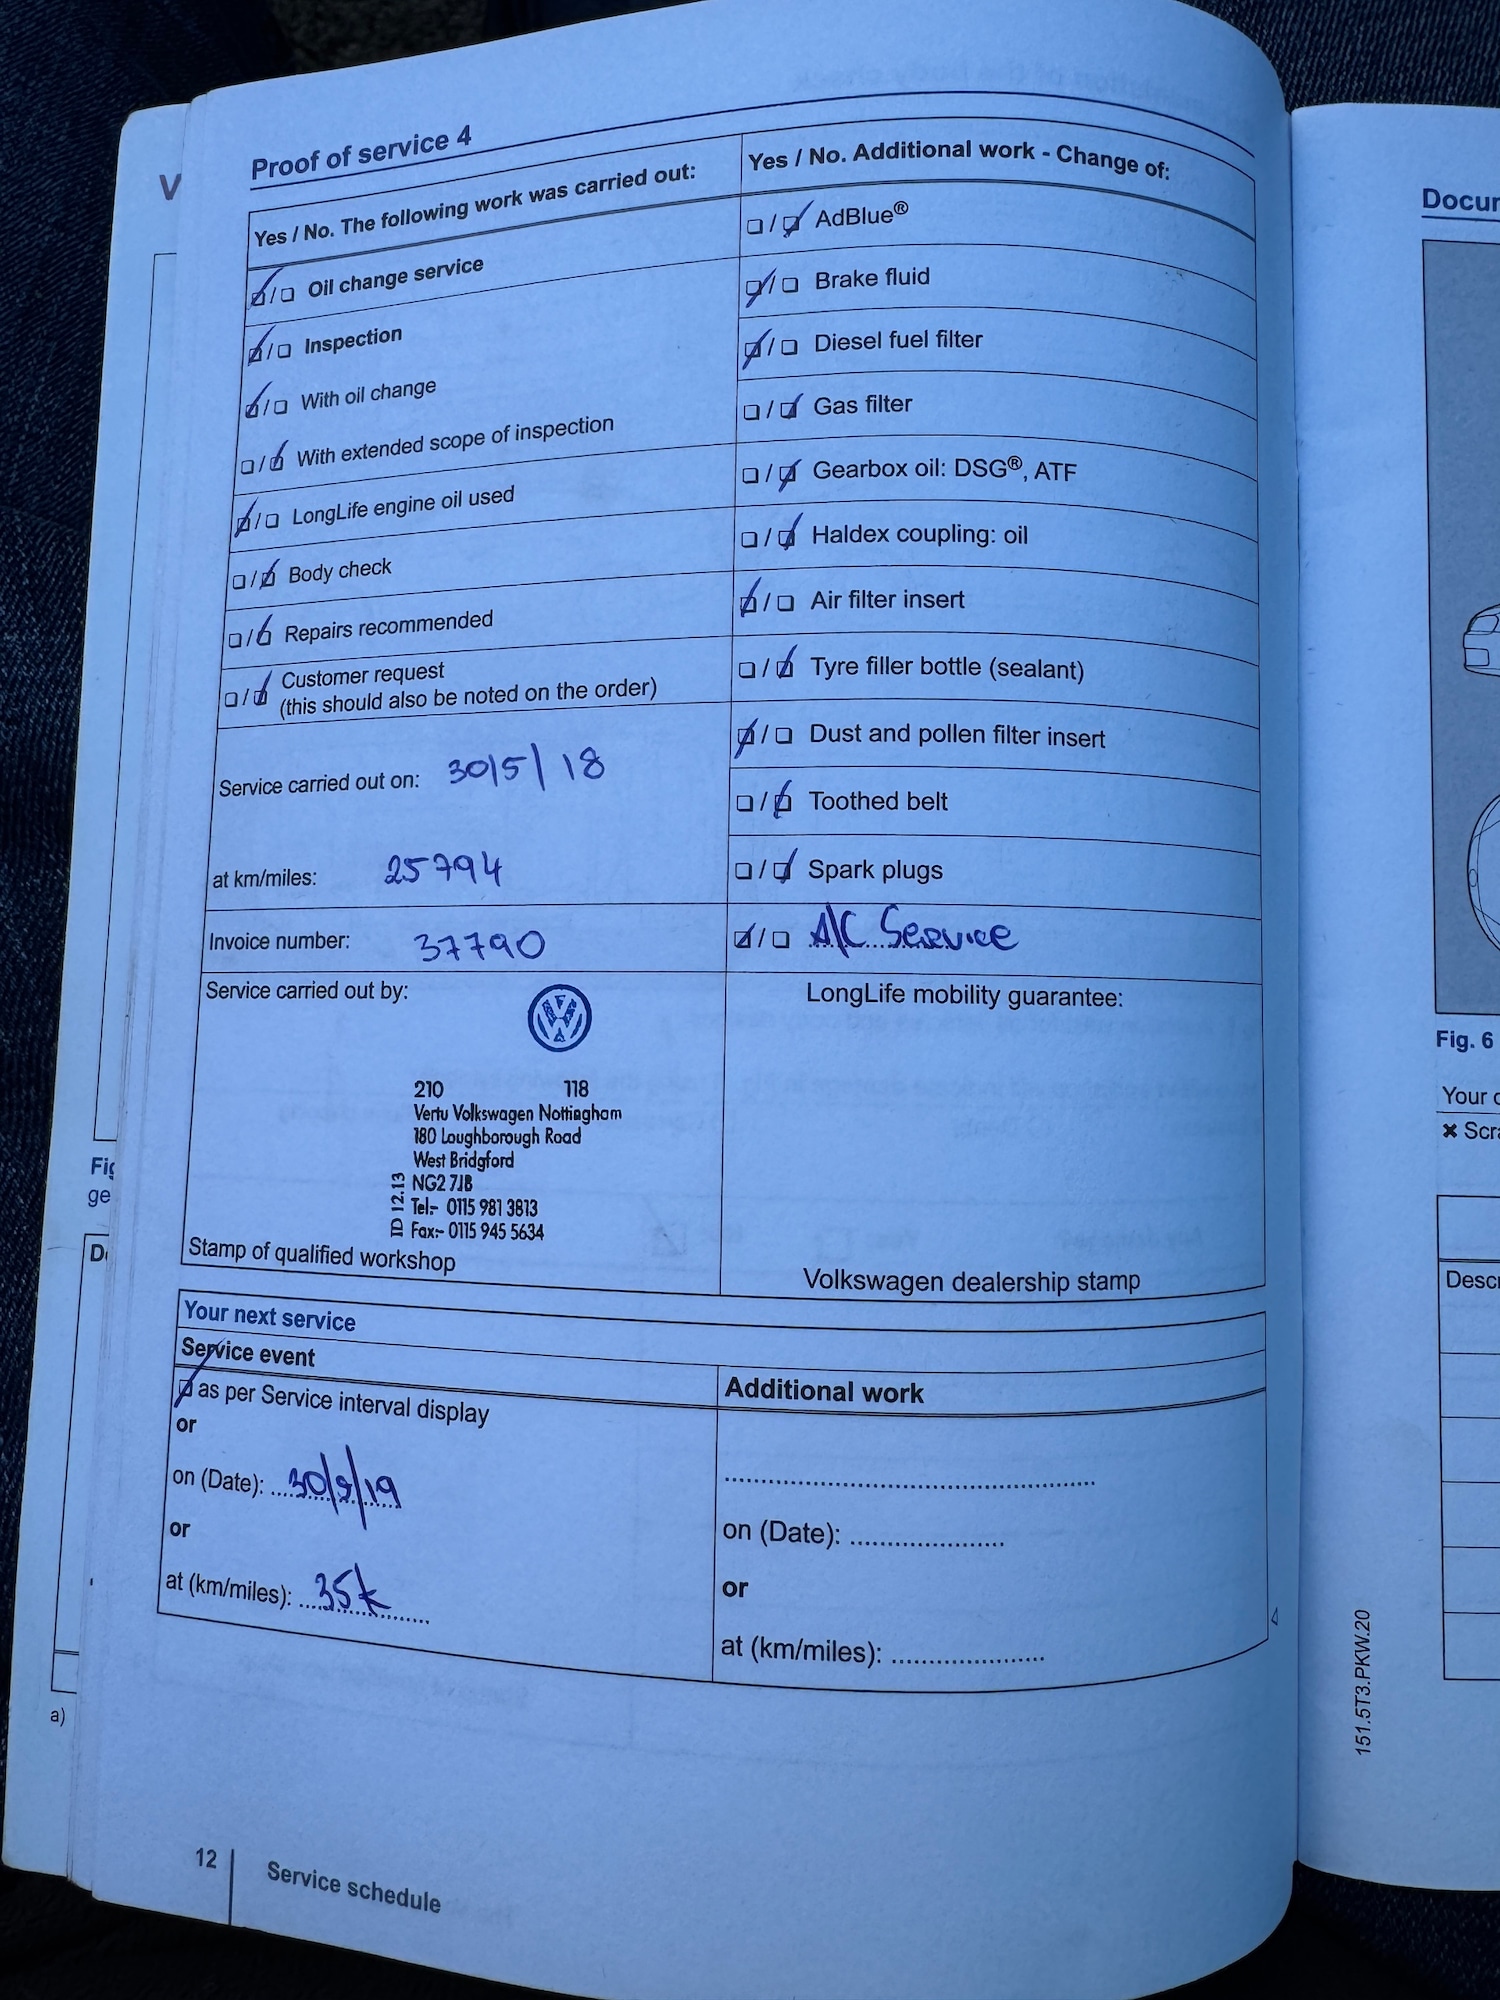 Proof of service 4
Yes / No. The following work was carried out:
Oil change service
Inspection
With oil change
With extended scope of inspection
LongLife engine oil used
Body check
Repairs recommended
Customer request
(this should also be noted on the order)
Service carried out on: 30/5/18
at km/miles: 25794
Invoice number: 37790
Service carried out by:
210 118
Vertu Volkswagen Nottingham
180 Loughborough Road
West Bridgford
NG2 7JB
Tel:- 0115 981 3813
Fax:- 0115 945 5634
ID 12.13
Stamp of qualified workshop
Yes / No. Additional work - Change of:
AdBlue®
Brake fluid
Diesel fuel filter
Gas filter
Gearbox oil: DSG®, ATF
Haldex coupling: oil
Air filter insert
Tyre filler bottle (sealant)
Dust and pollen filter insert
Toothed belt
Spark plugs
A/C Service
LongLife mobility guarantee:
Volkswagen dealership stamp
Your next service
Service event
as per Service interval display
or
on (Date): 30/5/19
or
at (km/miles): 35k
Additional work
on (Date):
or
at (km/miles):
12
Service schedule
a)
Fig. 6
151.5T3.PKW.20